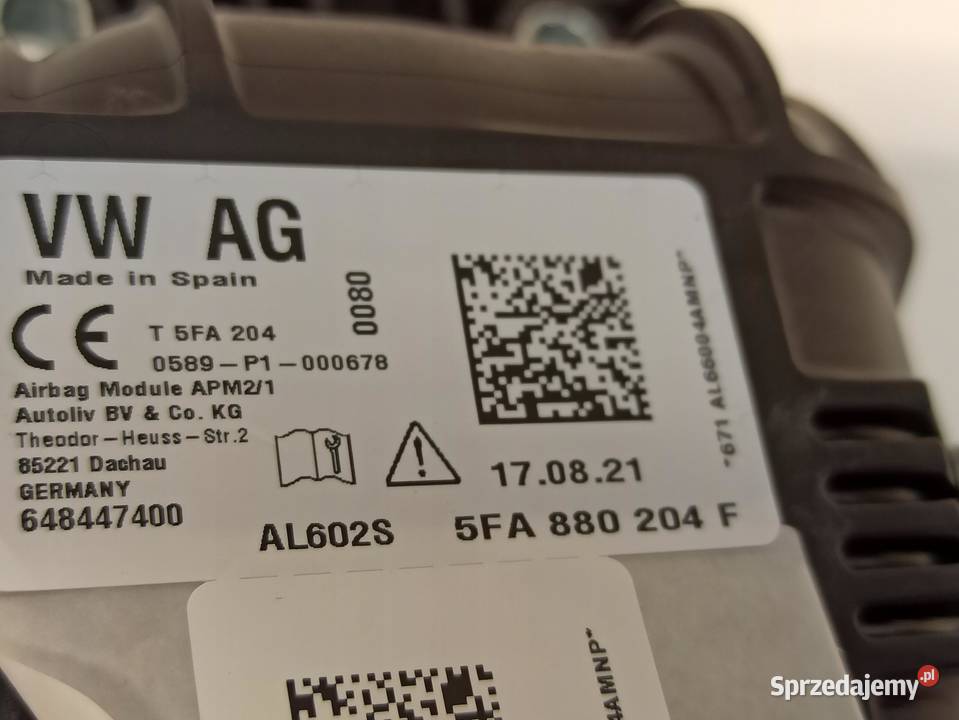 VW AG
Made in Spain
0080
CE
T 5FA 204
0589-P1-000678
Airbag Module APM2/1
Autoliv BV & Co. KG
Theodor-Heuss-Str.2
85221 Dachau
GERMANY
648447400
AL602S
17.08.21
5FA 880 204 F
*671 AL66004AMNP*
4AMNP*
Sprzedajemy.pl